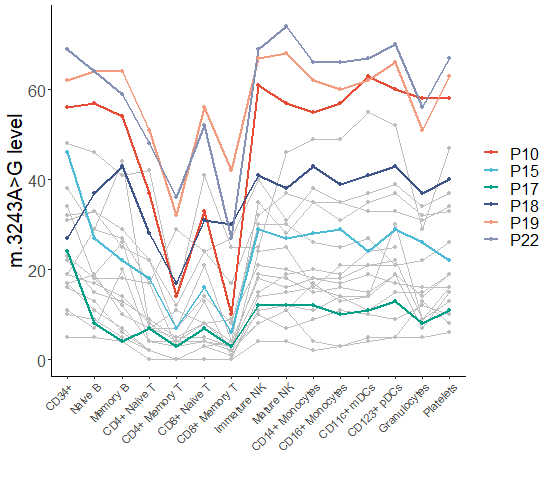 m.3243A>G level
60
40
20
0
CD34+
Naive B
Memory B
CD4+ Naive T
CD4+ Memory T
CD8+ Naive T
CD8+ Memory T
Immature NK
Mature NK
CD14+ Monocytes
CD16+ Monocytes
CD11c+ mDCs
CD123+ pDCs
Granulocytes
Platelets
P10
P15
P17
P18
P19
P22